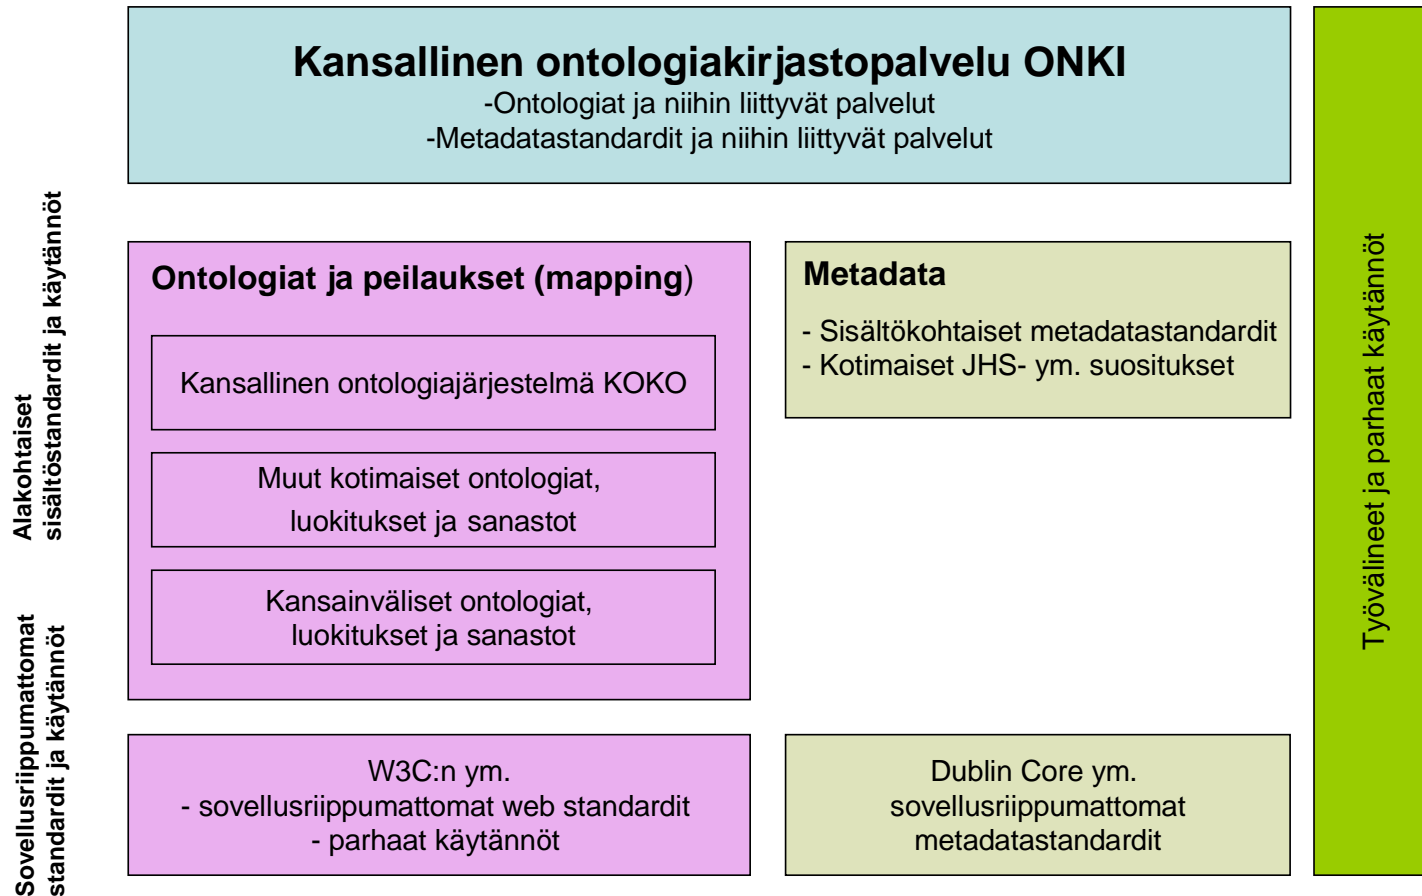 Kansallinen ontologiakirjastopalvelu ONKI
-Ontologiat ja niihin liittyvät palvelut
-Metadatastandardit ja niihin liittyvät palvelut
Alakohtaiset
sisältöstandardit ja käytännöt
Ontologiat ja peilaukset (mapping)
Kansallinen ontologiajärjestelmä KOKO
Muut kotimaiset ontologiat,
luokitukset ja sanastot
Kansainväliset ontologiat,
luokitukset ja sanastot
Metadata
- Sisältökohtaiset metadatastandardit
- Kotimaiset JHS- ym. suositukset
Sovellusriippumattomat
standardit ja käytännöt
W3C:n ym.
- sovellusriippumattomat web standardit
- parhaat käytännöt
Dublin Core ym.
sovellusriippumattomat
metadatastandardit
Työvälineet ja parhaat käytännöt